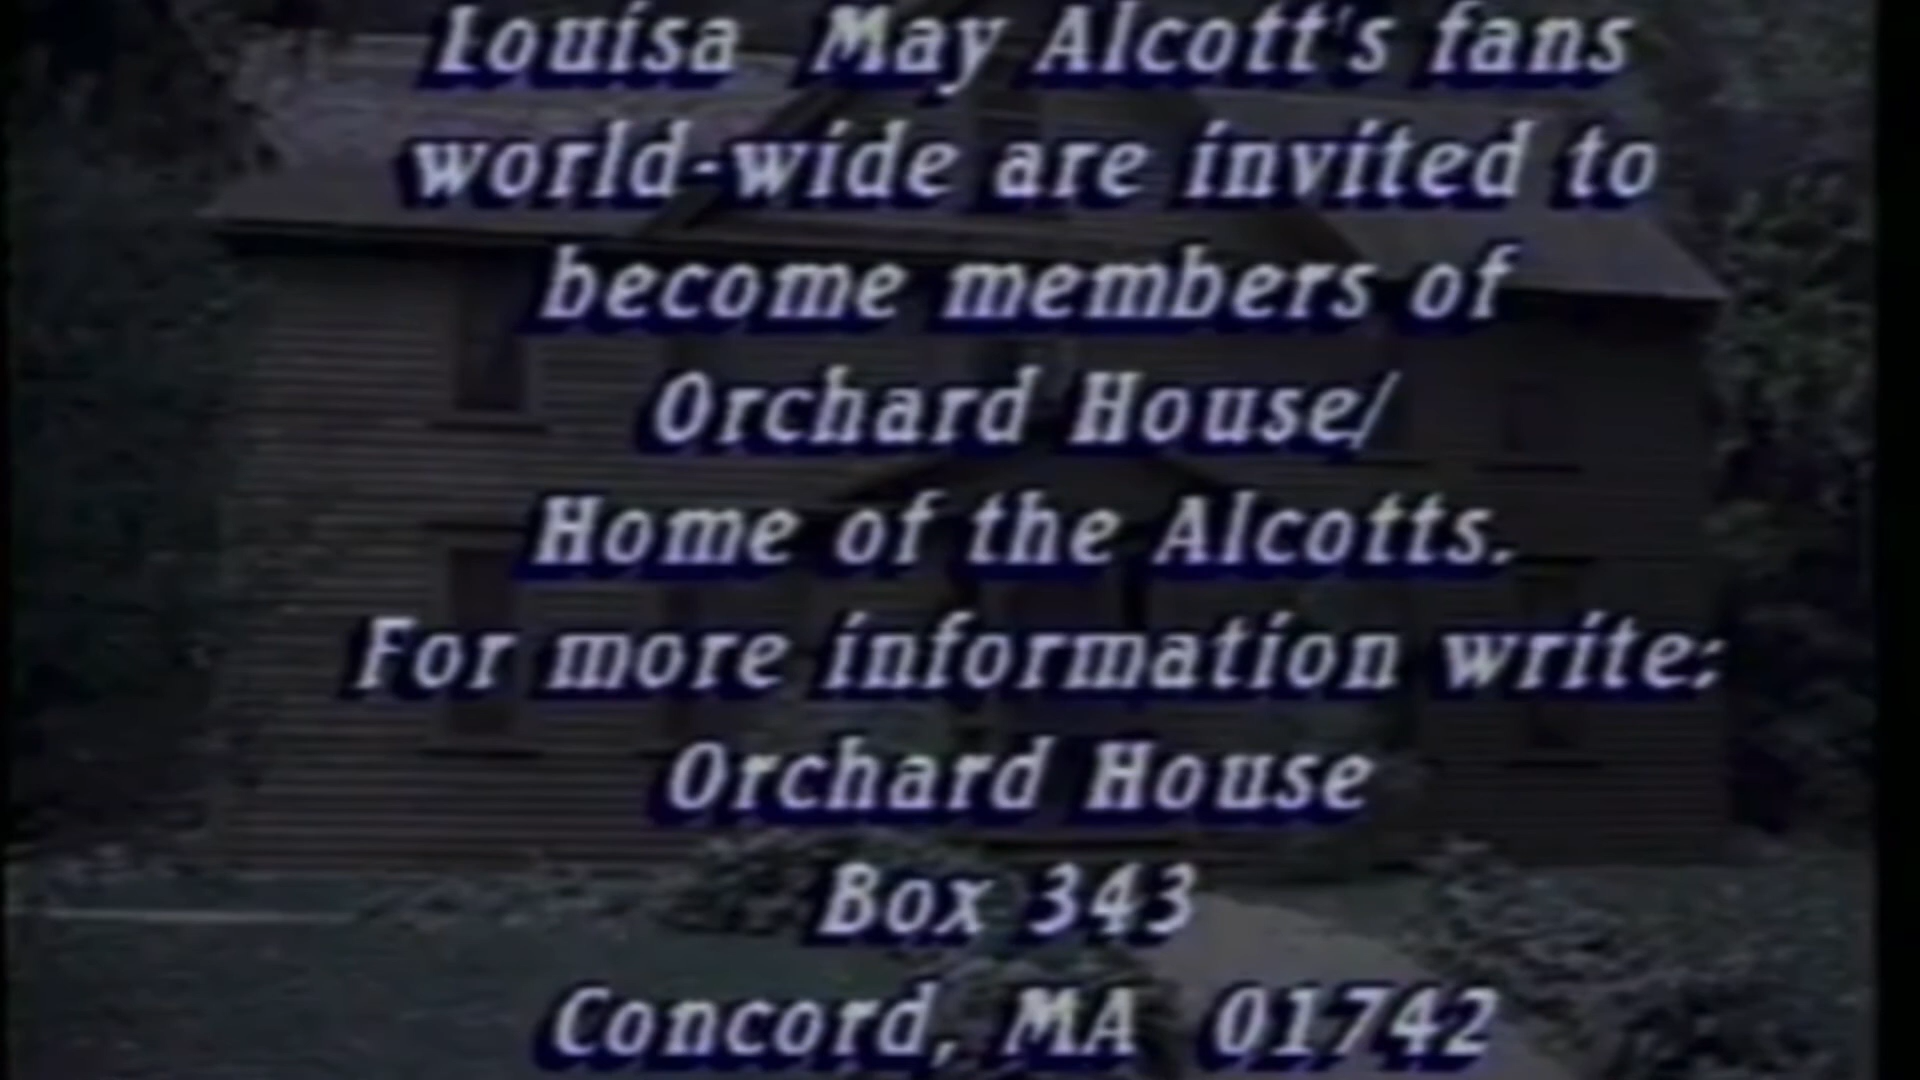 Louisa May Alcott's fans
world-wide are invited to
become members of
Orchard House/
Home of the Alcotts.
For more information write:
Orchard House
Box 343
Concord, MA 01742